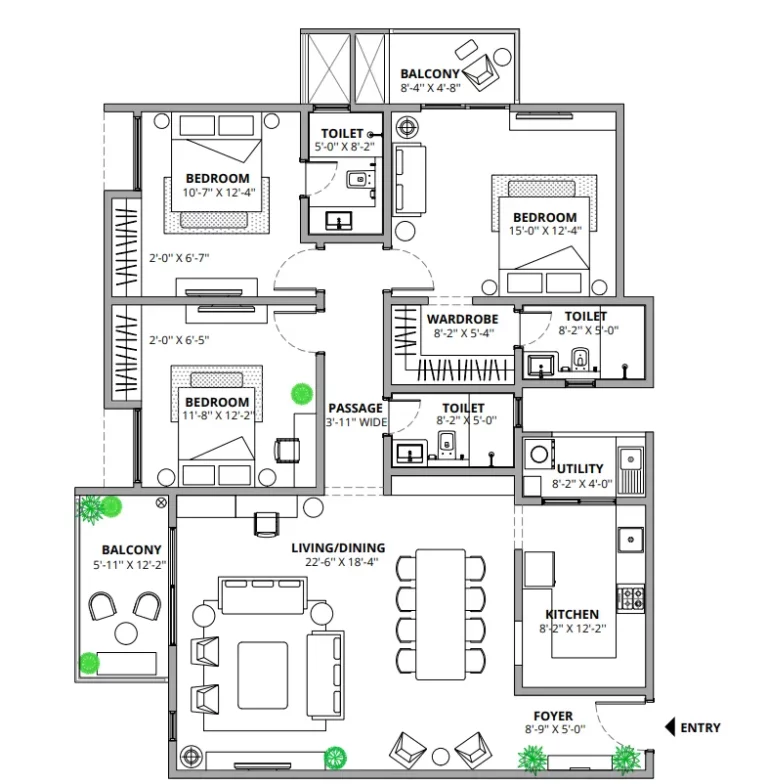 BALCONY
8'-4" X 4'-8"
TOILET
5'-0" X 8'-2"
BEDROOM
10'-7" X 12'-4"
BEDROOM
15'-0" X 12'-4"
2'-0" X 6'-7"
WARDROBE
8'-2" X 5'-4"
TOILET
8'-2" X 5'-0"
2'-0" X 6'-5"
BEDROOM
11'-8" X 12'-2"
PASSAGE
3'-11" WIDE
TOILET
8'-2" X 5'-0"
UTILITY
8'-2" X 4'-0"
BALCONY
5'-11" X 12'-2"
LIVING/DINING
22'-6" X 18'-4"
KITCHEN
8'-2" X 12'-2"
FOYER
8'-9" X 5'-0"
ENTRY